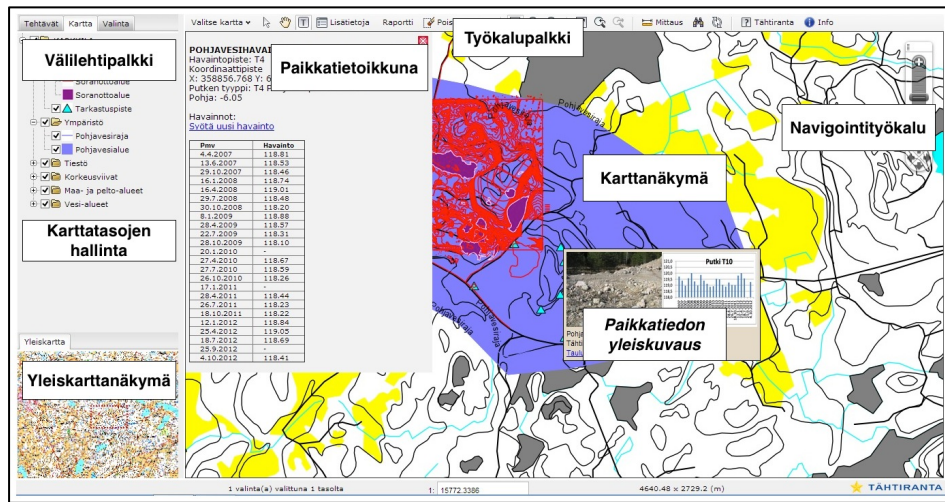 Tehtävät Kartta Valinta
Välilehtipalkki
Soranottoalue
Soranottoalue
Tarkastuspiste
Ympäristö
Pohjavesiraja
Pohjavesialue
Tiestö
Korkeusviivat
Maa- ja pelto-alueet
Vesi-alueet
Karttatasojen
hallinta
Yleiskartta
Yleiskarttanäkymä
Valitse kartta Lisätietoja Raportti Mittaus Tähtiranta Info
Työkalupalkki
Paikkatietoikkuna
Havaintopiste: T4
Koordinaattipiste
X: 358856.768 Y:
Putken tyyppi: T4
Pohja: -6.05
Havainnot:
Syötä uusi havainto
Pmv Havainto
4.4.2007 118.81
13.6.2007 118.53
29.10.2007 118.46
16.1.2008 118.74
16.4.2008 119.01
29.7.2008 118.48
30.10.2008 118.20
8.1.2009 118.88
28.4.2009 118.57
22.7.2009 118.31
28.10.2009 118.10
20.1.2010 -
27.4.2010 118.67
27.7.2010 118.59
26.10.2010 118.26
17.1.2011 -
28.4.2011 118.44
26.7.2011 118.23
18.10.2011 118.22
12.1.2012 118.84
25.4.2012 119.05
18.7.2012 118.69
25.9.2012 -
4.10.2012 118.41
Navigointityökalu
Karttanäkymä
Pohjavesiraja
Pohjavesiraja
Pohjavesiraja
Putki T10
Paikkatiedon
yleiskuvaus
1 valinta(a) valittuna 1 tasolta 1: 15772.3386 4640.48 x 2729.2 (m) TÄHTIRANTA